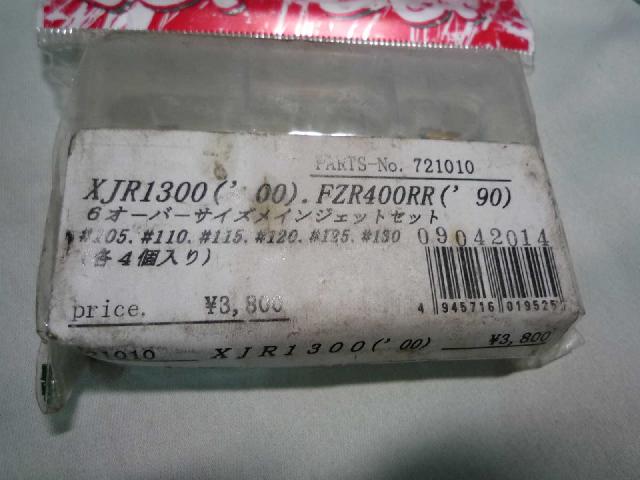 PARTS-No. 721010
XJR1300('00).FZR400RR('90)
6オーバーサイズメインジェットセット
#105.#110.#115.#120.#125.#130
(各4個入り)
09042014
4 945716 019525
price. ¥3,800
721010 XJR1300('00) ¥3,800